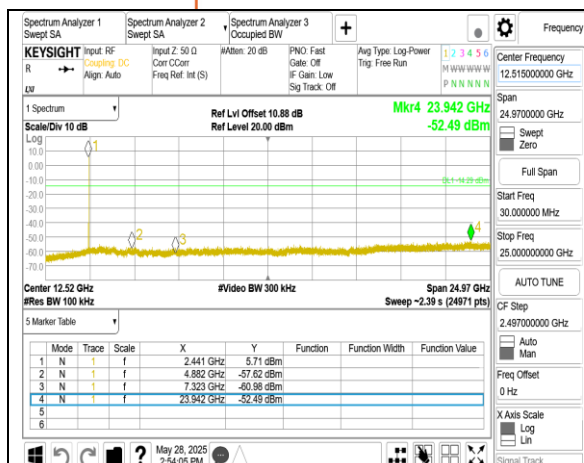 Spectrum Analyzer 1
Swept SA
Spectrum Analyzer 2
Swept SA
Spectrum Analyzer 3
Occupied BW
+
Frequency
KEYSIGHT
R
Input: RF
Coupling: DC
Align: Auto
Input Z: 50 Ω
Corr CCorr
Freq Ref: Int (S)
#Atten: 20 dB
PNO: Fast
Gate: Off
IF Gain: Low
Sig Track: Off
Avg Type: Log-Power
Trig: Free Run
1 2 3 4 5 6
M W W W W W
P N N N N N
1 Spectrum
Scale/Div 10 dB
Ref Lvl Offset 10.88 dB
Ref Level 20.00 dBm
Mkr4 23.942 GHz
-52.49 dBm
Log
10.0
0.00
-10.0
-20.0
-30.0
-40.0
-50.0
-60.0
-70.0
1
2
3
4
Center 12.52 GHz
#Video BW 300 kHz
Span 24.97 GHz
#Res BW 100 kHz
Sweep ~2.39 s (24971 pts)
5 Marker Table
Mode Trace Scale X Y Function Function Width Function Value
1 N 1 f 2.441 GHz 5.71 dBm
2 N 1 f 4.882 GHz -57.62 dBm
3 N 1 f 7.323 GHz -60.98 dBm
4 N 1 f 23.942 GHz -52.49 dBm
5
6
Center Frequency
12.515000000 GHz
Span
24.9700000 GHz
Swept
Zero
Full Span
Start Freq
30.000000 MHz
Stop Freq
25.000000000 GHz
AUTO TUNE
CF Step
2.497000000 GHz
Auto
Man
Freq Offset
0 Hz
X Axis Scale
Log
Lin
Signal Track
?
May 28, 2025
2:54:05 PM